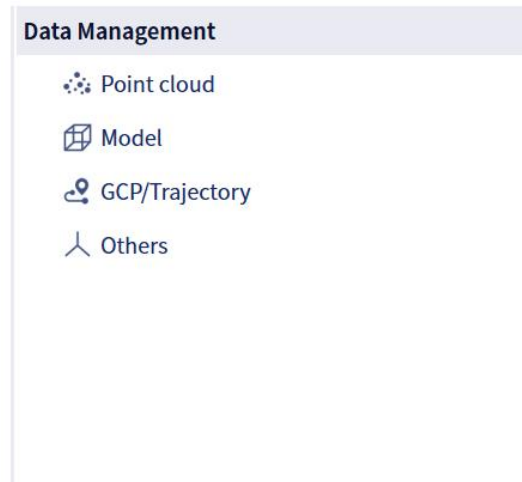 Data Management
Point cloud
Model
GCP/Trajectory
Others